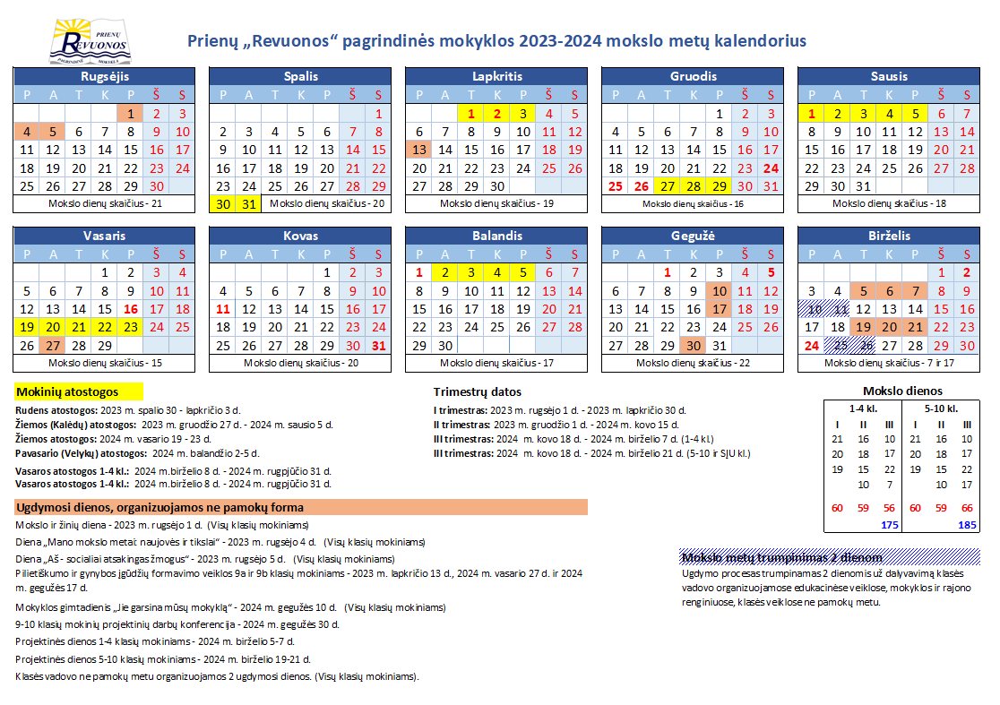 PRIENŲ
REVUONOS
PAGRINDINĖ MOKYKLA
Prienų „Revuonos“ pagrindinės mokyklos 2023-2024 mokslo metų kalendorius
Rugsėjis Spalis Lapkritis Gruodis Sausis
P A T K P Š S P A T K P Š S P A T K P Š S P A T K P Š S P A T K P Š S
1 2 3 1 1 2 3 4 5 1 2 3 1 2 3 4 5 6 7
4 5 6 7 8 9 10 2 3 4 5 6 7 8 6 7 8 9 10 11 12 4 5 6 7 8 9 10 8 9 10 11 12 13 14
11 12 13 14 15 16 17 9 10 11 12 13 14 15 13 14 15 16 17 18 19 11 12 13 14 15 16 17 15 16 17 18 19 20 21
18 19 20 21 22 23 24 16 17 18 19 20 21 22 20 21 22 23 24 25 26 18 19 20 21 22 23 24 22 23 24 25 26 27 28
25 26 27 28 29 30 23 24 25 26 27 28 29 27 28 29 30 25 26 27 28 29 30 31 29 30 31
Mokslo dienų skaičius - 21 30 31 Mokslo dienų skaičius - 20 Mokslo dienų skaičius - 19 Mokslo dienų skaičius - 16 Mokslo dienų skaičius - 18
Vasaris Kovas Balandis Gegužė Birželis
P A T K P Š S P A T K P Š S P A T K P Š S P A T K P Š S P A T K P Š S
1 2 3 4 1 2 3 1 2 3 4 5 6 7 1 2 3 4 5 1 2
5 6 7 8 9 10 11 4 5 6 7 8 9 10 8 9 10 11 12 13 14 6 7 8 9 10 11 12 3 4 5 6 7 8 9
12 13 14 15 16 17 18 11 12 13 14 15 16 17 15 16 17 18 19 20 21 13 14 15 16 17 18 19 10 11 12 13 14 15 16
19 20 21 22 23 24 25 18 19 20 21 22 23 24 22 23 24 25 26 27 28 20 21 22 23 24 25 26 17 18 19 20 21 22 23
26 27 28 29 25 26 27 28 29 30 31 29 30 27 28 29 30 31 24 25 26 27 28 29 30
Mokslo dienų skaičius - 15 Mokslo dienų skaičius - 20 Mokslo dienų skaičius - 17 Mokslo dienų skaičius - 22 Mokslo dienų skaičius - 7 ir 17
Mokinių atostogos
Rudens atostogos: 2023 m. spalio 30 - lapkričio 3 d.
Žiemos (Kalėdų) atostogos: 2023 m. gruodžio 27 d. - 2024 m. sausio 5 d.
Žiemos atostogos: 2024 m. vasario 19 - 23 d.
Pavasario (Velykų) atostogos: 2024 m. balandžio 2-5 d.
Vasaros atostogos 1-4 kl.: 2024 m.birželio 8 d. - 2024 m. rugpjūčio 31 d.
Vasaros atostogos 1-4 kl.: 2024 m.birželio 8 d. - 2024 m. rugpjūčio 31 d.
Trimestrų datos
I trimestras: 2023 m. rugsėjo 1 d. - 2023 m. lapkričio 30 d.
II trimestras: 2023 m. gruodžio 1 d. - 2024 m. kovo 15 d.
III trimestras: 2024 m. kovo 18 d. - 2024 m. birželio 7 d. (1-4 kl.)
III trimestras: 2024 m. kovo 18 d. - 2024 m. birželio 21 d. (5-10 ir SJU kl.)
Mokslo dienos
1-4 kl. 5-10 kl.
I II III I II III
21 16 10 21 16 10
20 18 17 20 18 17
19 15 22 19 15 22
10 7 10 17
60 59 56 60 59 66
175 185
Ugdymosi dienos, organizuojamos ne pamokų forma
Mokslo ir žinių diena - 2023 m. rugsėjo 1 d. (Visų klasių mokiniams)
Diena „Mano mokslo metai: naujovės ir tikslai“ - 2023 m. rugsėjo 4 d. (Visų klasių mokiniams)
Diena „Aš - socialiai atsakingas žmogus“ - 2023 m. rugsėjo 5 d. (Visų klasių mokiniams)
Pilietiškumo ir gynybos įgūdžių formavimo veiklos 9a ir 9b klasių mokiniams - 2023 m. lapkričio 13 d., 2024 m. vasario 27 d. ir 2024
m. gegužės 17 d.
Mokyklos gimtadienis „Jie garsina mūsų mokyklą“ - 2024 m. gegužės 10 d. (Visų klasių mokiniams)
9-10 klasių mokinių projektinių darbų konferencija - 2024 m. gegužės 30 d.
Projektinės dienos 1-4 klasių mokiniams - 2024 m. birželio 5-7 d.
Projektinės dienos 5-10 klasių mokiniams - 2024 m. birželio 19-21 d.
Klasės vadovo ne pamokų metu organizuojamos 2 ugdymosi dienos. (Visų klasių mokiniams).
Mokslo metų trumpinimas 2 dienom
Ugdymo procesas trumpinamas 2 dienomis už dalyvavimą klasės
vadovo organizuojamose edukacinėse veiklose, mokyklos ir rajono
renginiuose, klasės veiklose ne pamokų metu.